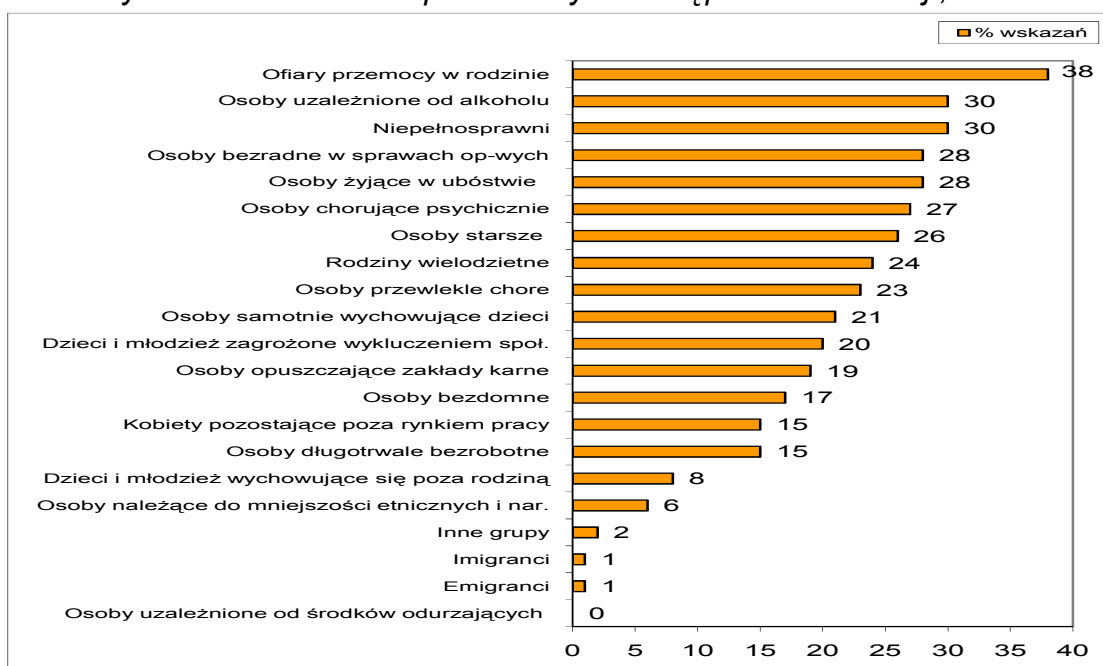 % wskazań
Ofiary przemocy w rodzinie 38
Osoby uzależnione od alkoholu 30
Niepełnosprawni 30
Osoby bezradne w sprawach op-wych 28
Osoby żyjące w ubóstwie 28
Osoby chorujące psychicznie 27
Osoby starsze 26
Rodziny wielodzietne 24
Osoby przewlekle chore 23
Osoby samotnie wychowujące dzieci 21
Dzieci i młodzież zagrożone wykluczeniem społ. 20
Osoby opuszczające zakłady karne 19
Osoby bezdomne 17
Kobiety pozostające poza rynkiem pracy 15
Osoby długotrwale bezrobotne 15
Dzieci i młodzież wychowujące się poza rodziną 8
Osoby należące do mniejszości etnicznych i nar. 6
Inne grupy 2
Imigranci 1
Emigranci 1
Osoby uzależnione od środków odurzających 0
0 5 10 15 20 25 30 35 40